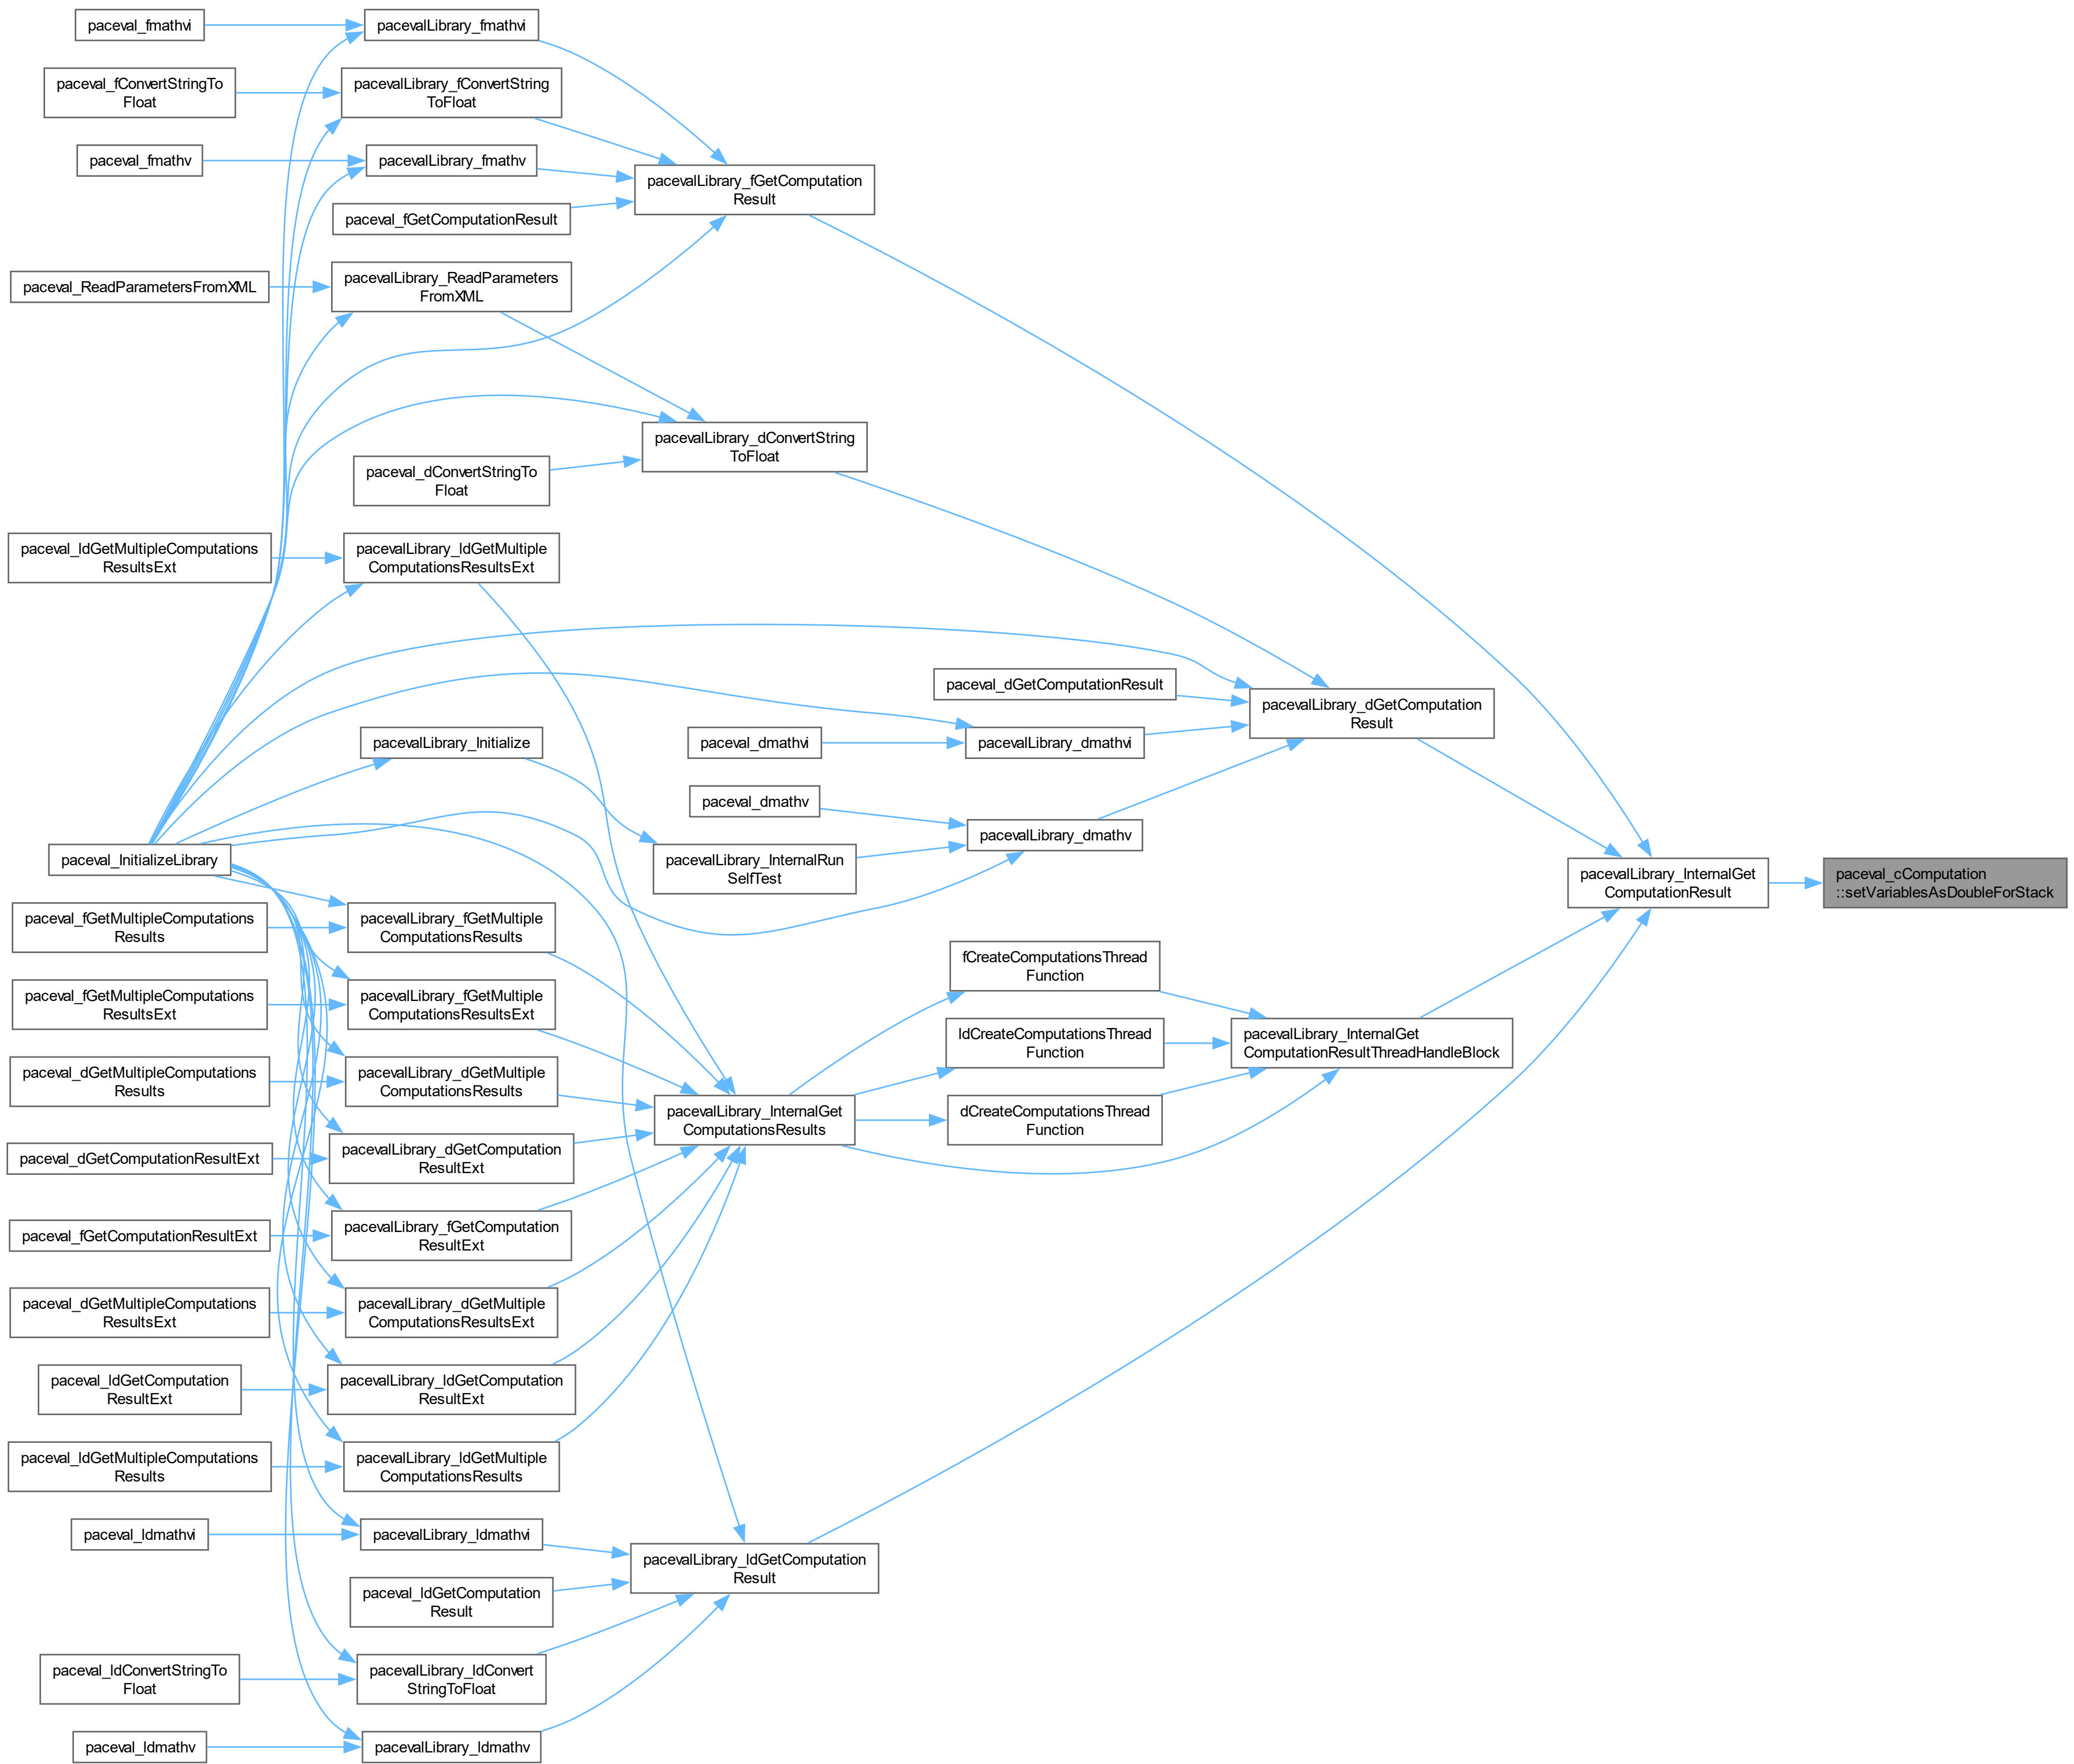 paceval_fmathvi
pacevalLibrary_fmathvi
paceval_fConvertStringTo
Float
pacevalLibrary_fConvertString
ToFloat
paceval_fmathv
pacevalLibrary_fmathv
pacevalLibrary_fGetComputation
Result
paceval_fGetComputationResult
paceval_ReadParametersFromXML
pacevalLibrary_ReadParameters
FromXML
pacevalLibrary_dConvertString
ToFloat
paceval_dConvertStringTo
Float
paceval_ldGetMultipleComputations
ResultsExt
pacevalLibrary_ldGetMultiple
ComputationsResultsExt
paceval_dGetComputationResult
pacevalLibrary_dGetComputation
Result
pacevalLibrary_Initialize
paceval_dmathvi
pacevalLibrary_dmathvi
paceval_dmathv
pacevalLibrary_dmathv
paceval_InitializeLibrary
pacevalLibrary_InternalRun
SelfTest
pacevalLibrary_InternalGet
ComputationResult
paceval_cComputation
::setVariablesAsDoubleForStack
paceval_fGetMultipleComputations
Results
pacevalLibrary_fGetMultiple
ComputationsResults
fCreateComputationsThread
Function
paceval_fGetMultipleComputations
ResultsExt
pacevalLibrary_fGetMultiple
ComputationsResultsExt
ldCreateComputationsThread
Function
pacevalLibrary_InternalGet
ComputationResultThreadHandleBlock
paceval_dGetMultipleComputations
Results
pacevalLibrary_dGetMultiple
ComputationsResults
pacevalLibrary_InternalGet
ComputationsResults
dCreateComputationsThread
Function
paceval_dGetComputationResultExt
pacevalLibrary_dGetComputation
ResultExt
paceval_fGetComputationResultExt
pacevalLibrary_fGetComputation
ResultExt
paceval_dGetMultipleComputations
ResultsExt
pacevalLibrary_dGetMultiple
ComputationsResultsExt
paceval_ldGetComputation
ResultExt
pacevalLibrary_ldGetComputation
ResultExt
paceval_ldGetMultipleComputations
Results
pacevalLibrary_ldGetMultiple
ComputationsResults
paceval_ldmathvi
pacevalLibrary_ldmathvi
pacevalLibrary_ldGetComputation
Result
paceval_ldGetComputation
Result
paceval_ldConvertStringTo
Float
pacevalLibrary_ldConvert
StringToFloat
paceval_ldmathv
pacevalLibrary_ldmathv